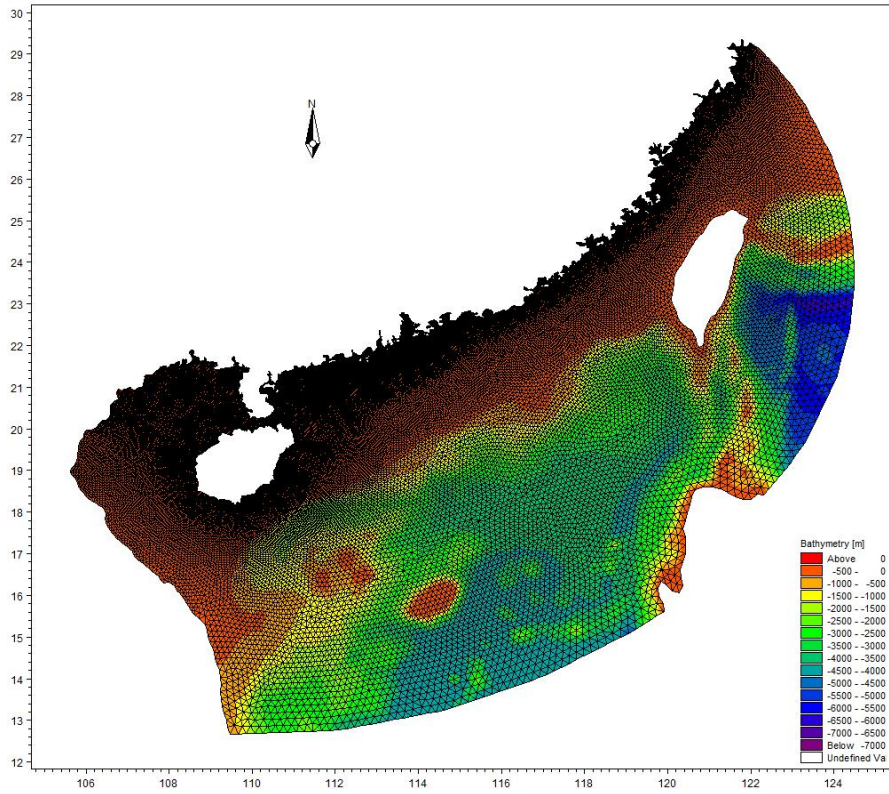 30
29
28
N
27
26
25
24
23
22
21
20
19
18
17
16
15
14
13
12
Bathymetry [m]
Above 0
-500 - 0
-1000 - -500
-1500 - -1000
-2000 - -1500
-2500 - -2000
-3000 - -2500
-3500 - -3000
-4000 - -3500
-4500 - -4000
-5000 - -4500
-5500 - -5000
-6000 - -5500
-6500 - -6000
-7000 - -6500
Below -7000
Undefined Va
106 108 110 112 114 116 118 120 122 124